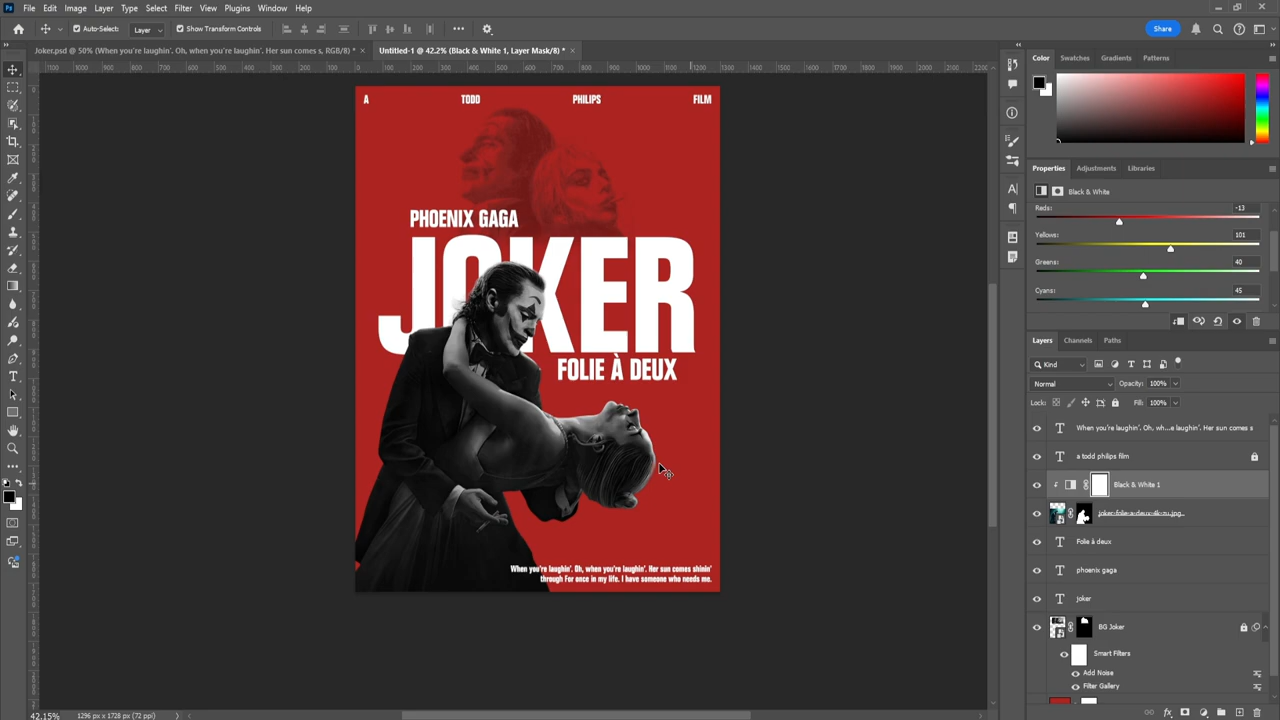 File Edit Image Layer Type Select Filter View Plugins Window Help
Auto-Select: Layer Show Transform Controls Share
Joker.psd @ 50% (When you're laughin'. Oh, when you're laughin'. Her sun comes s, RGB/8) * × Untitled-1 @ 42.2% (Black & White 1, Layer Mask/8) * ×
A TODD PHILIPS FILM
PHOENIX GAGA
JOKER
FOLIE À DEUX
When you're laughin'. Oh, when you're laughin'. Her sun comes shinin'
through For once in my life. I have someone who needs me.
Color Swatches Gradients Patterns
Properties Adjustments Libraries
Black & White
Reds: -13
Yellows: 101
Greens: 40
Cyans: 45
Layers Channels Paths
Kind
Normal Opacity: 100%
Lock: Fill: 100%
When you're laughin'. Oh, wh...e laughin'. Her sun comes s
a todd philips film
Black & White 1
joker-folie-a-deux-4k-zu.jpg
Folie à deux
phoenix gaga
joker
BG Joker
Smart Filters
Add Noise
Filter Gallery
42.15% 1296 px x 1728 px (72 ppi)